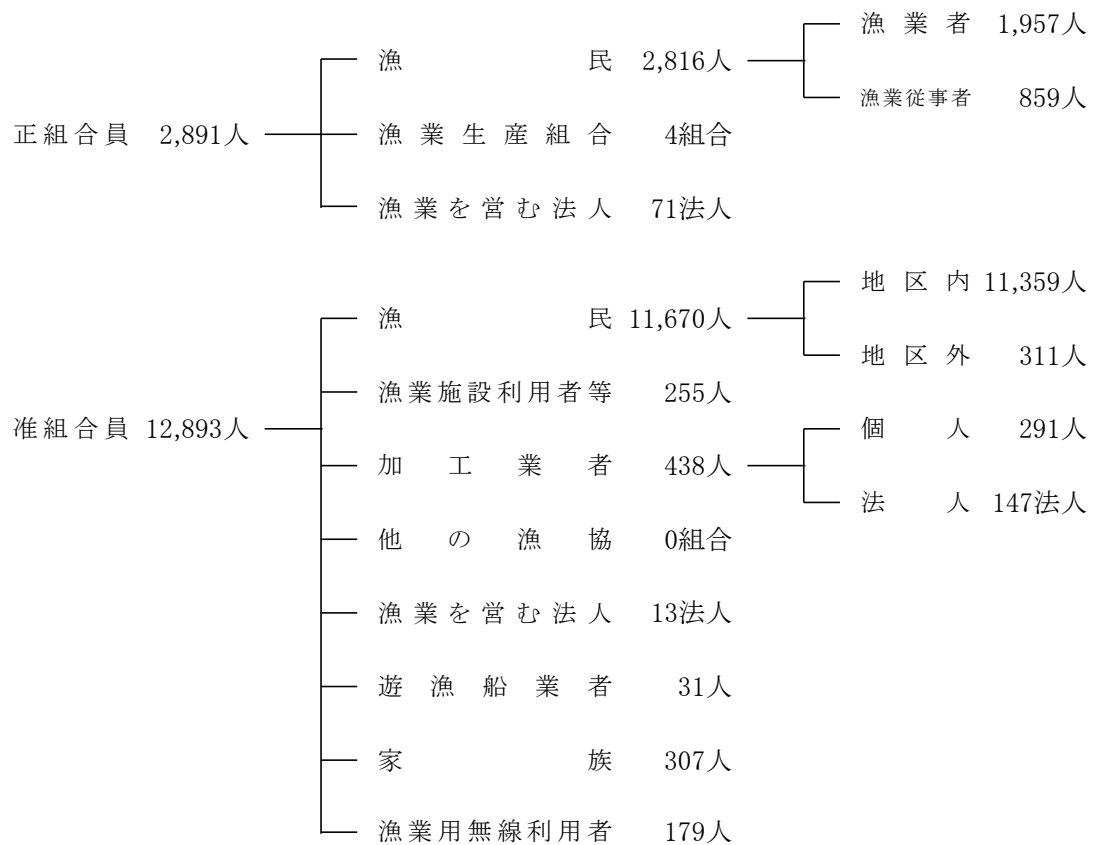 漁業者 1,957人
漁民 2,816人
漁業従事者 859人
正組合員 2,891人
漁業生産組合 4組合
漁業を営む法人 71法人
地区内 11,359人
漁民 11,670人
地区外 311人
漁業施設利用者等 255人
准組合員 12,893人
個人 291人
加工業者 438人
法人 147法人
他の漁協 0組合
漁業を営む法人 13法人
遊漁船業者 31人
家族 307人
漁業用無線利用者 179人